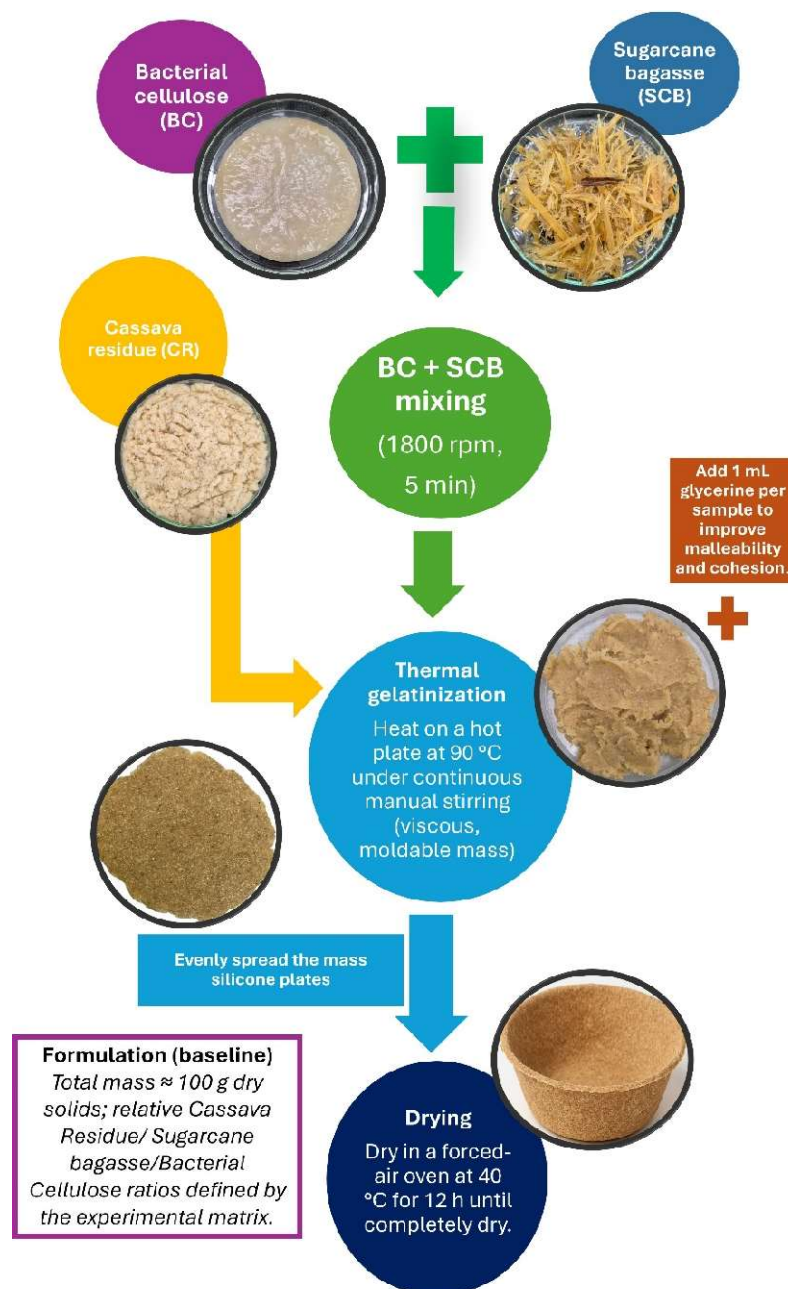 Bacterial
cellulose
(BC)
Sugarcane
bagasse
(SCB)
Cassava
residue (CR)
BC + SCB
mixing
(1800 rpm,
5 min)
Add 1 mL
glycerine per
sample to
improve
malleability
and cohesion.
Thermal
gelatinization
Heat on a hot
plate at 90 °C
under continuous
manual stirring
(viscous,
moldable mass)
Evenly spread the mass
silicone plates
Formulation (baseline)
Total mass ≈ 100 g dry
solids; relative Cassava
Residue/ Sugarcane
bagasse/Bacterial
Cellulose ratios defined by
the experimental matrix.
Drying
Dry in a forced-
air oven at 40
°C for 12 h until
completely dry.